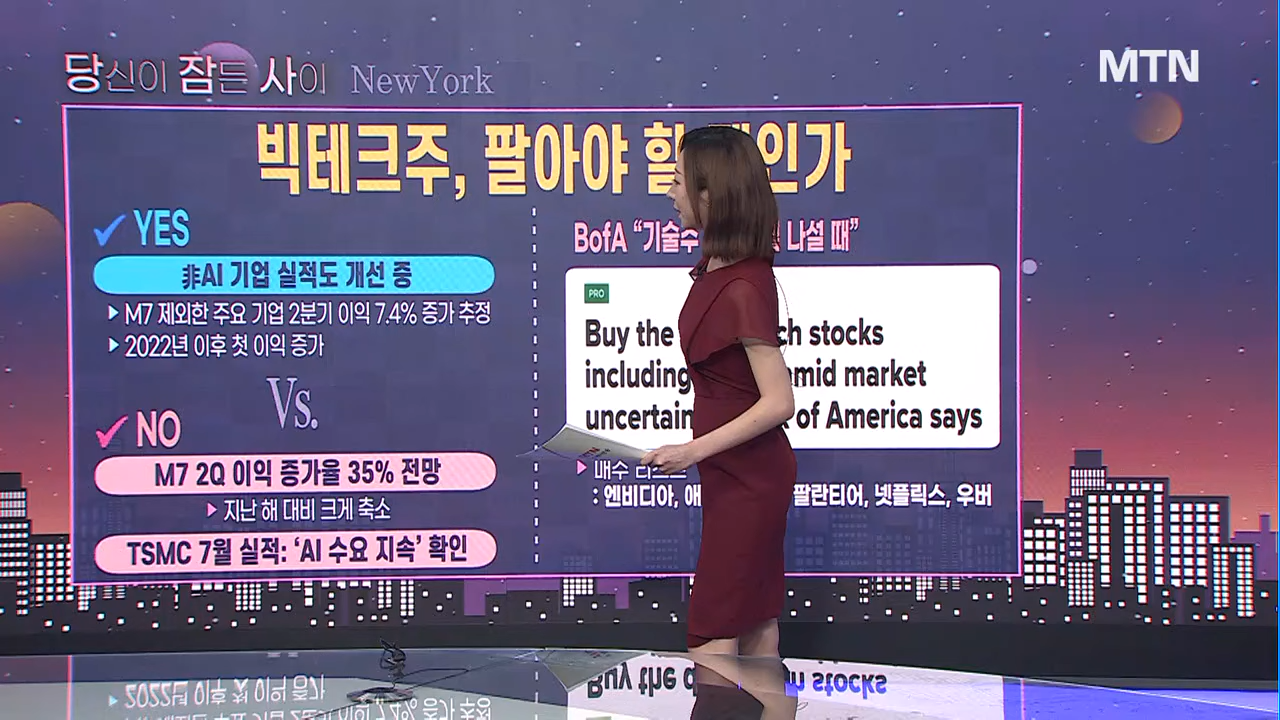 당신이 잠든 사이 NewYork
MTN
빅테크주, 팔아야 할 인가
✓ YES
非AI 기업 실적도 개선 중
▶ M7 제외한 주요 기업 2분기 이익 7.4% 증가 추정
▶ 2022년 이후 첫 이익 증가
Vs.
✓ NO
M7 2Q 이익 증가율 35% 전망
▶ 지난 해 대비 크게 축소
TSMC 7월 실적: ‘AI 수요 지속’ 확인
BofA “기술주 나설 때”
PRO
Buy the stocks
including amid market
of America says
▶ 매수
: 엔비디아, 팔란티어, 넷플릭스, 우버